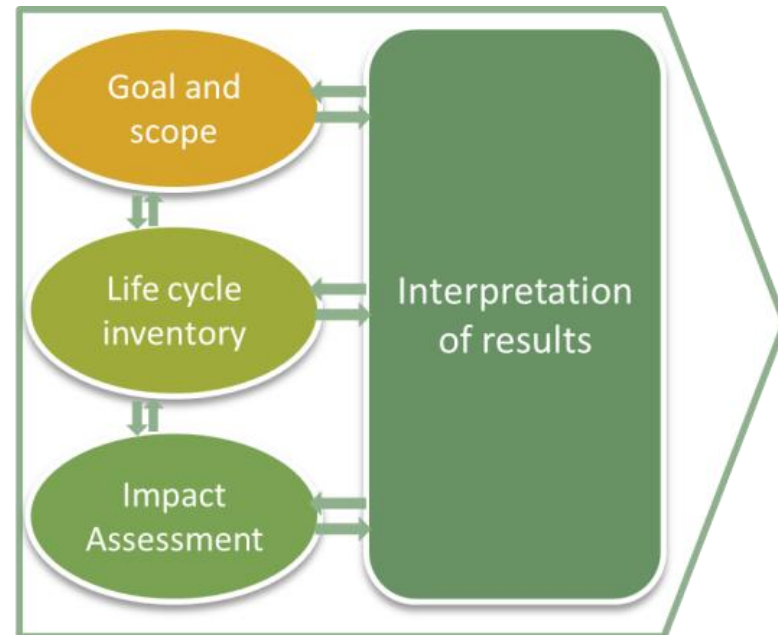 Goal and
scope
Life cycle
inventory
Impact
Assessment
Interpretation
of results